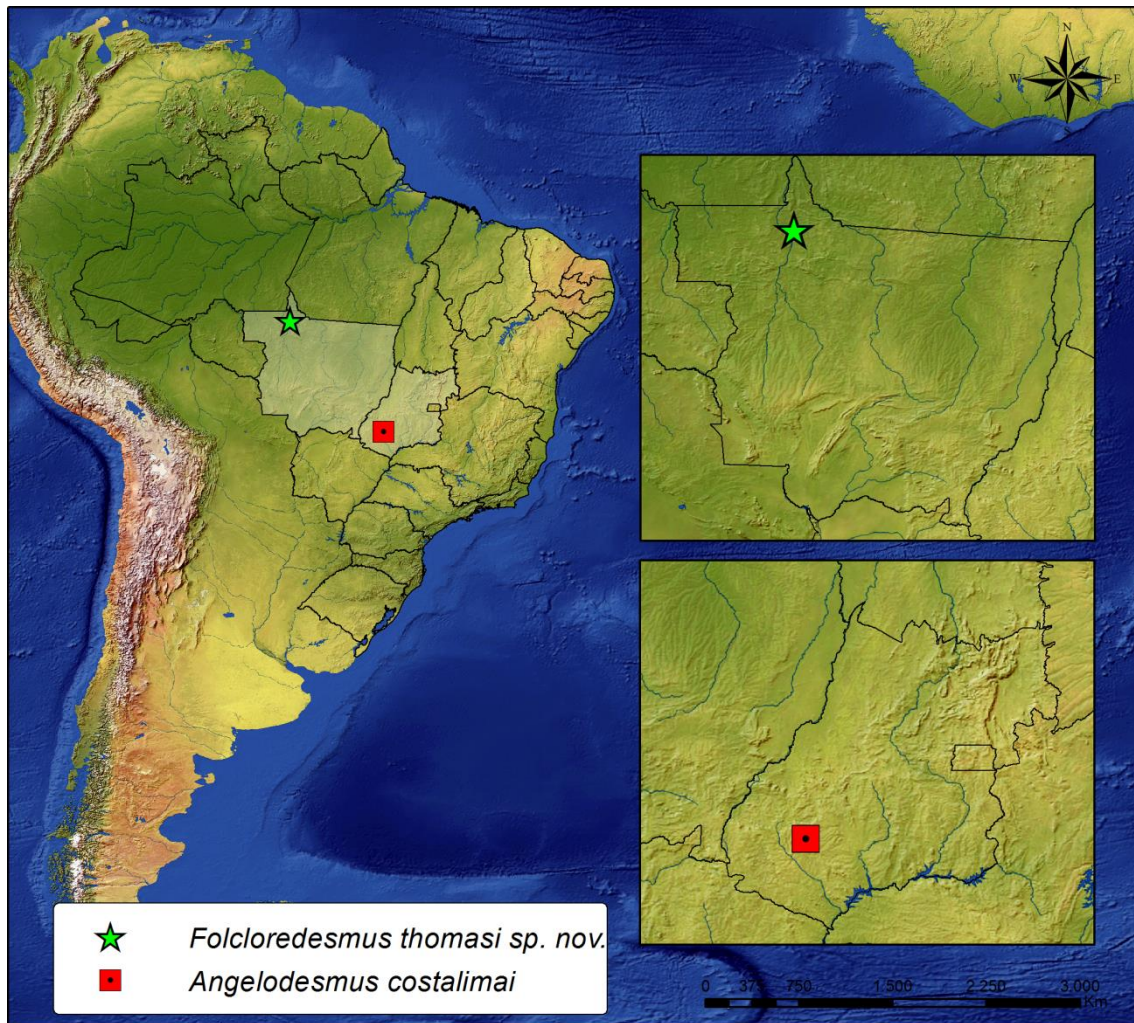 N
W E
S
Folcloredesmus thomasi sp. nov.
Angelodesmus costalimai
0 375 750 1.500 2.250 3.000
Km